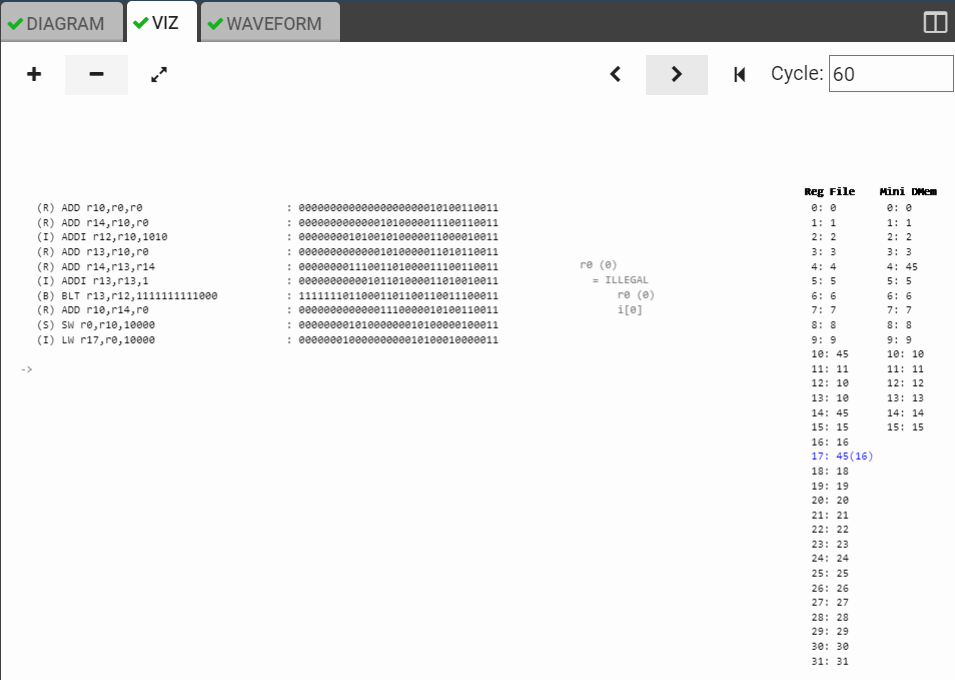 DIAGRAM VIZ WAVEFORM
Cycle: 60
Reg File Mini DMem
(R) ADD r10,r0,r0 : 00000000000000000000010100110011
(R) ADD r14,r10,r0 : 00000000000001010000011100110011
(I) ADDI r12,r10,1010 : 00000000101001010000011000010011
(R) ADD r13,r10,r0 : 00000000000001010000011010110011
(R) ADD r14,r13,r14 : 00000000111001101000011100110011
(I) ADDI r13,r13,1 : 00000000000101101000011010010011
(B) BLT r13,r12,1111111111000 : 11111110110001101100110011100011
(R) ADD r10,r14,r0 : 00000000000001110000010100110011
(S) SW r0,r10,10000 : 00000000101000000010100000100011
(I) LW r17,r0,10000 : 00000001000000000010100010000011
->
r0 (0)
= ILLEGAL
r0 (0)
i[0]
0: 0
1: 1
2: 2
3: 3
4: 4
5: 5
6: 6
7: 7
8: 8
9: 9
10: 45
11: 11
12: 10
13: 10
14: 45
15: 15
16: 16
17: 45(16)
18: 18
19: 19
20: 20
21: 21
22: 22
23: 23
24: 24
25: 25
26: 26
27: 27
28: 28
29: 29
30: 30
31: 31
0: 0
1: 1
2: 2
3: 3
4: 45
5: 5
6: 6
7: 7
8: 8
9: 9
10: 10
11: 11
12: 12
13: 13
14: 14
15: 15